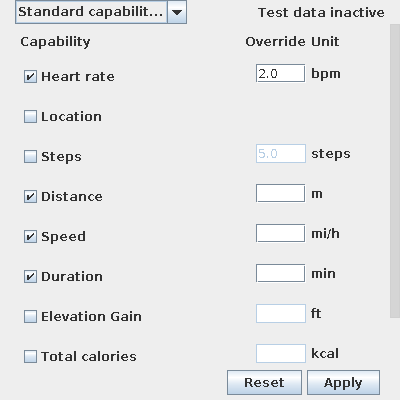 Standard capabilit... Test data inactive
Capability Override Unit
Heart rate 2.0 bpm
Location
Steps 5.0 steps
Distance m
Speed mi/h
Duration min
Elevation Gain ft
Total calories kcal
Reset Apply